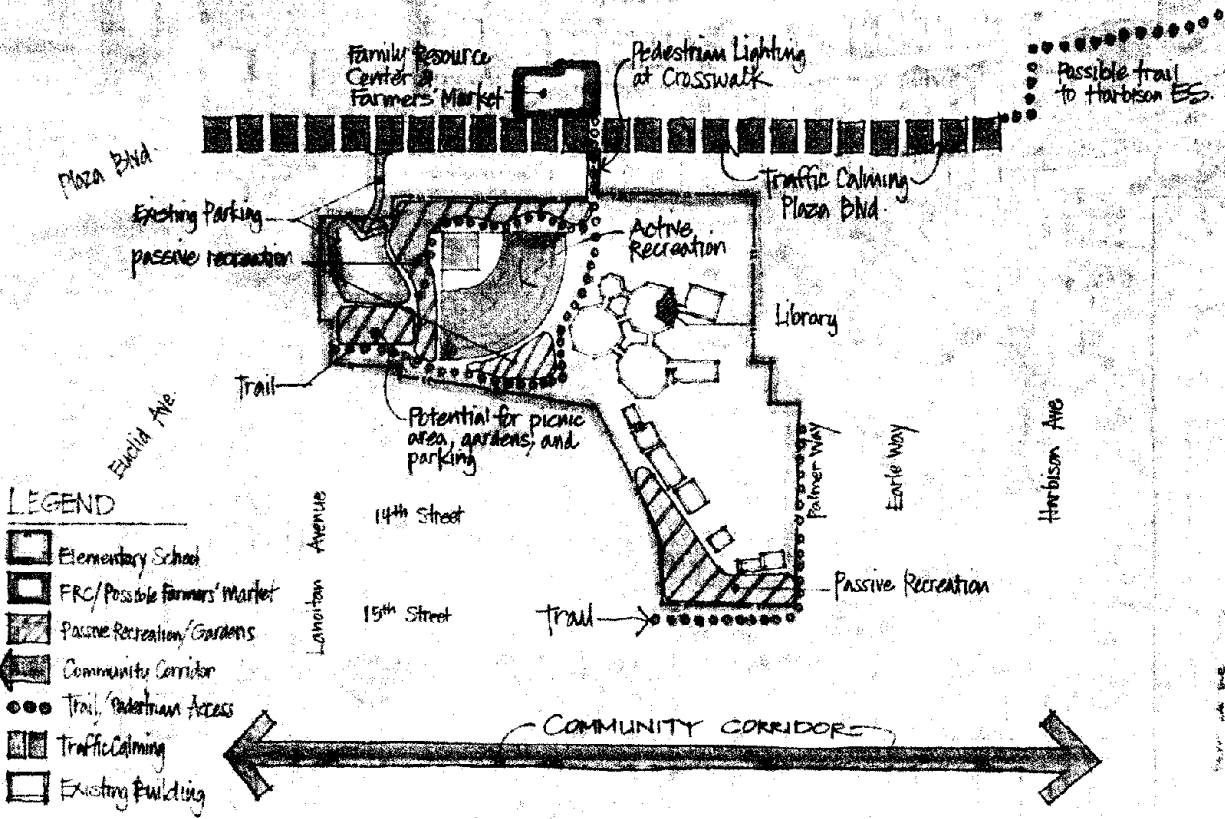 Family Resource
Center @
Farmers' Market
Pedestrian Lighting
at Crosswalk
Possible trail
to Harbison ES.
Plaza Blvd.
Traffic Calming
Plaza Blvd.
Existing Parking
passive recreation
Active
Recreation
Library
Trail
Potential for picnic
area, gardens, and
parking
Euclid Ave.
Palmer Way
Earle Way
Harbison Ave
LEGEND
Elementary School
FRC/Possible Farmers' Market
Passive Recreation/Gardens
Community Corridor
Trail/Pedestrian Access
Traffic Calming
Existing Building
Avenue
14th Street
15th Street
Trail
Passive Recreation
COMMUNITY CORRIDOR